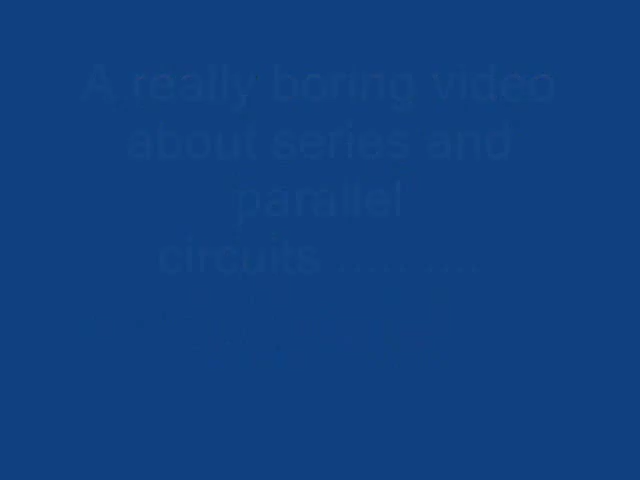 A really boring video
about series and
parallel
circuits ..... ....